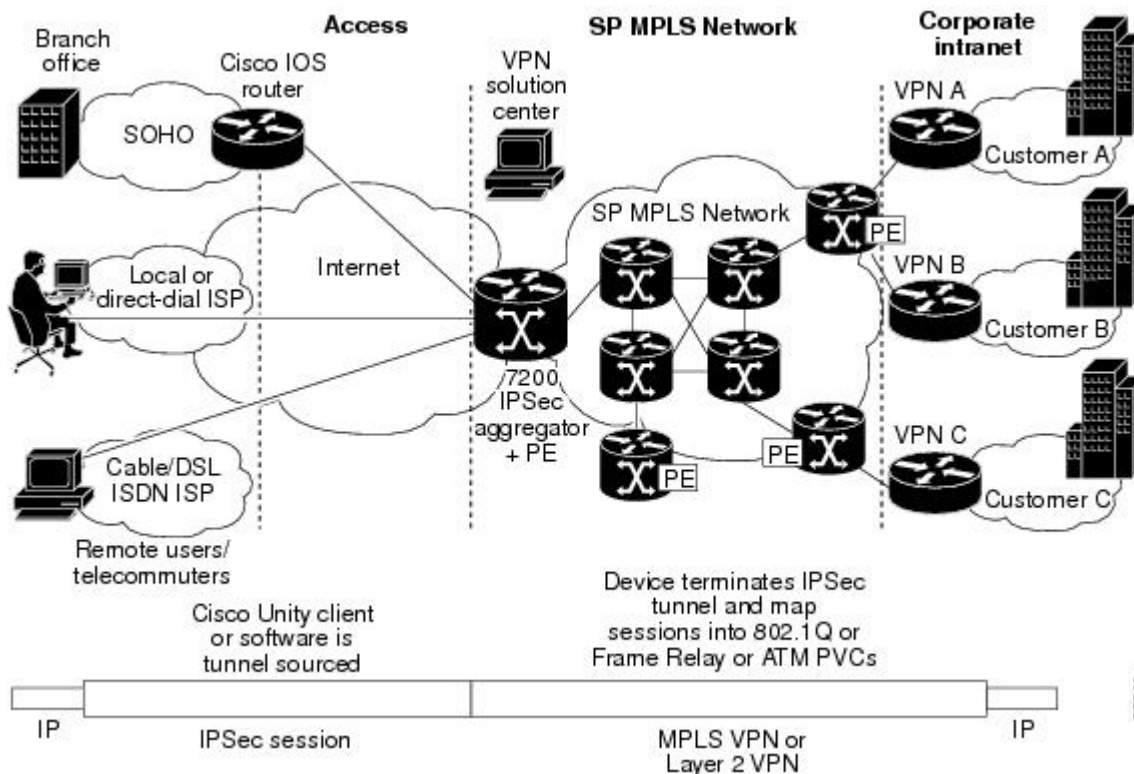 Access
SP MPLS Network
Corporate
intranet
Branch
office
Cisco IOS
router
VPN
solution
center
VPN A
SOHO
Customer A
SP MPLS Network
PE
Local or
direct-dial ISP
Internet
VPN B
Customer B
7200
IPSec
aggregator
+ PE
PE
PE
VPN C
Cable/DSL
ISDN ISP
Customer C
Remote users/
telecommuters
Cisco Unity client
or software is
tunnel sourced
Device terminates IPSec
tunnel and map
sessions into 802.1Q or
Frame Relay or ATM PVCs
IP
IPSec session
MPLS VPN or
Layer 2 VPN
IP